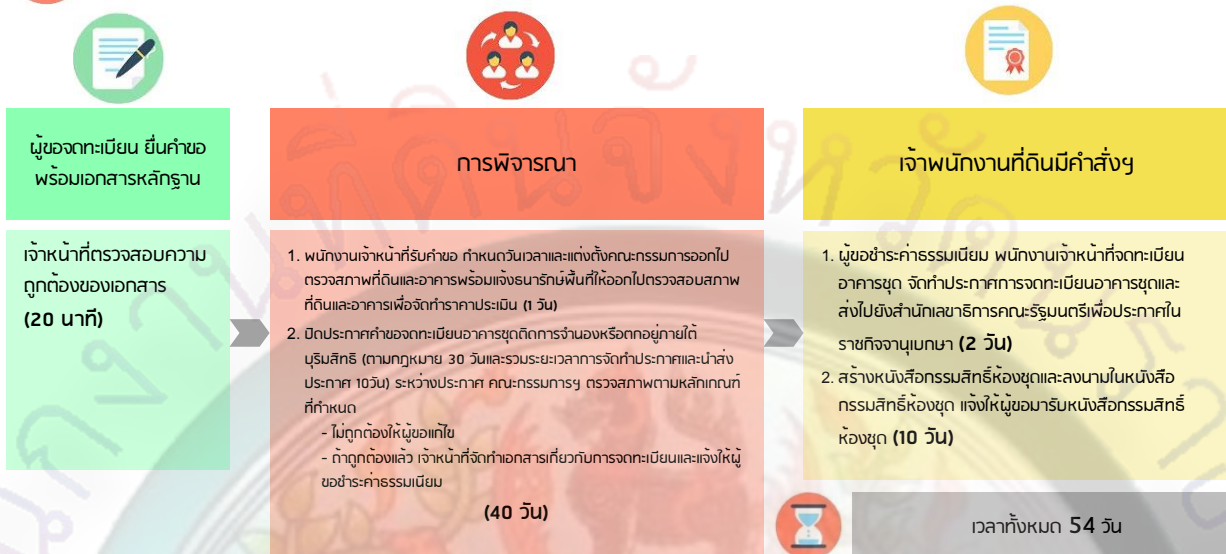 ผู้ขอจดทะเบียน ยื่นคำขอ
พร้อมเอกสารหลักฐาน
เจ้าหน้าที่ตรวจสอบความ
ถูกต้องของเอกสาร
(20 นาที)
การพิจารณา
1. พนักงานเจ้าหน้าที่รับคำขอ กำหนดวันเวลาและแต่งตั้งคณะกรรมการออกไป
ตรวจสภาพที่ดินและอาคารพร้อมแจ้งธนารักษ์พื้นที่ให้ออกไปตรวจสอบสภาพ
ที่ดินและอาคารเพื่อจัดทำราคาประเมิน (1 วัน)
2. ปิดประกาศคำขอจดทะเบียนอาคารชุดติดการจำนองหรือตกอยู่ภายใต้
บุริมสิทธิ (ตามกฎหมาย 30 วันและรวมระยะเวลาการจัดทำประกาศและนำส่ง
ประกาศ 10วัน) ระหว่างประกาศ คณะกรรมการฯ ตรวจสภาพตามหลักเกณฑ์
ที่กำหนด
- ไม่ถูกต้องให้ผู้ขอแก้ไข
- ถ้าถูกต้องแล้ว เจ้าหน้าที่จัดทำเอกสารเกี่ยวกับการจดทะเบียนและแจ้งให้ผู้
ขอชำระค่าธรรมเนียม
(40 วัน)
เจ้าพนักงานที่ดินมีคำสั่งฯ
1. ผู้ขอชำระค่าธรรมเนียม พนักงานเจ้าหน้าที่จดทะเบียน
อาคารชุด จัดทำประกาศการจดทะเบียนอาคารชุดและ
ส่งไปยังสำนักเลขาธิการคณะรัฐมนตรีเพื่อประกาศใน
ราชกิจจานุเบกษา (2 วัน)
2. สร้างหนังสือกรรมสิทธิ์ห้องชุดและลงนามในหนังสือ
กรรมสิทธิ์ห้องชุด แจ้งให้ผู้ขอมารับหนังสือกรรมสิทธิ์
ห้องชุด (10 วัน)
เวลาทั้งหมด 54 วัน